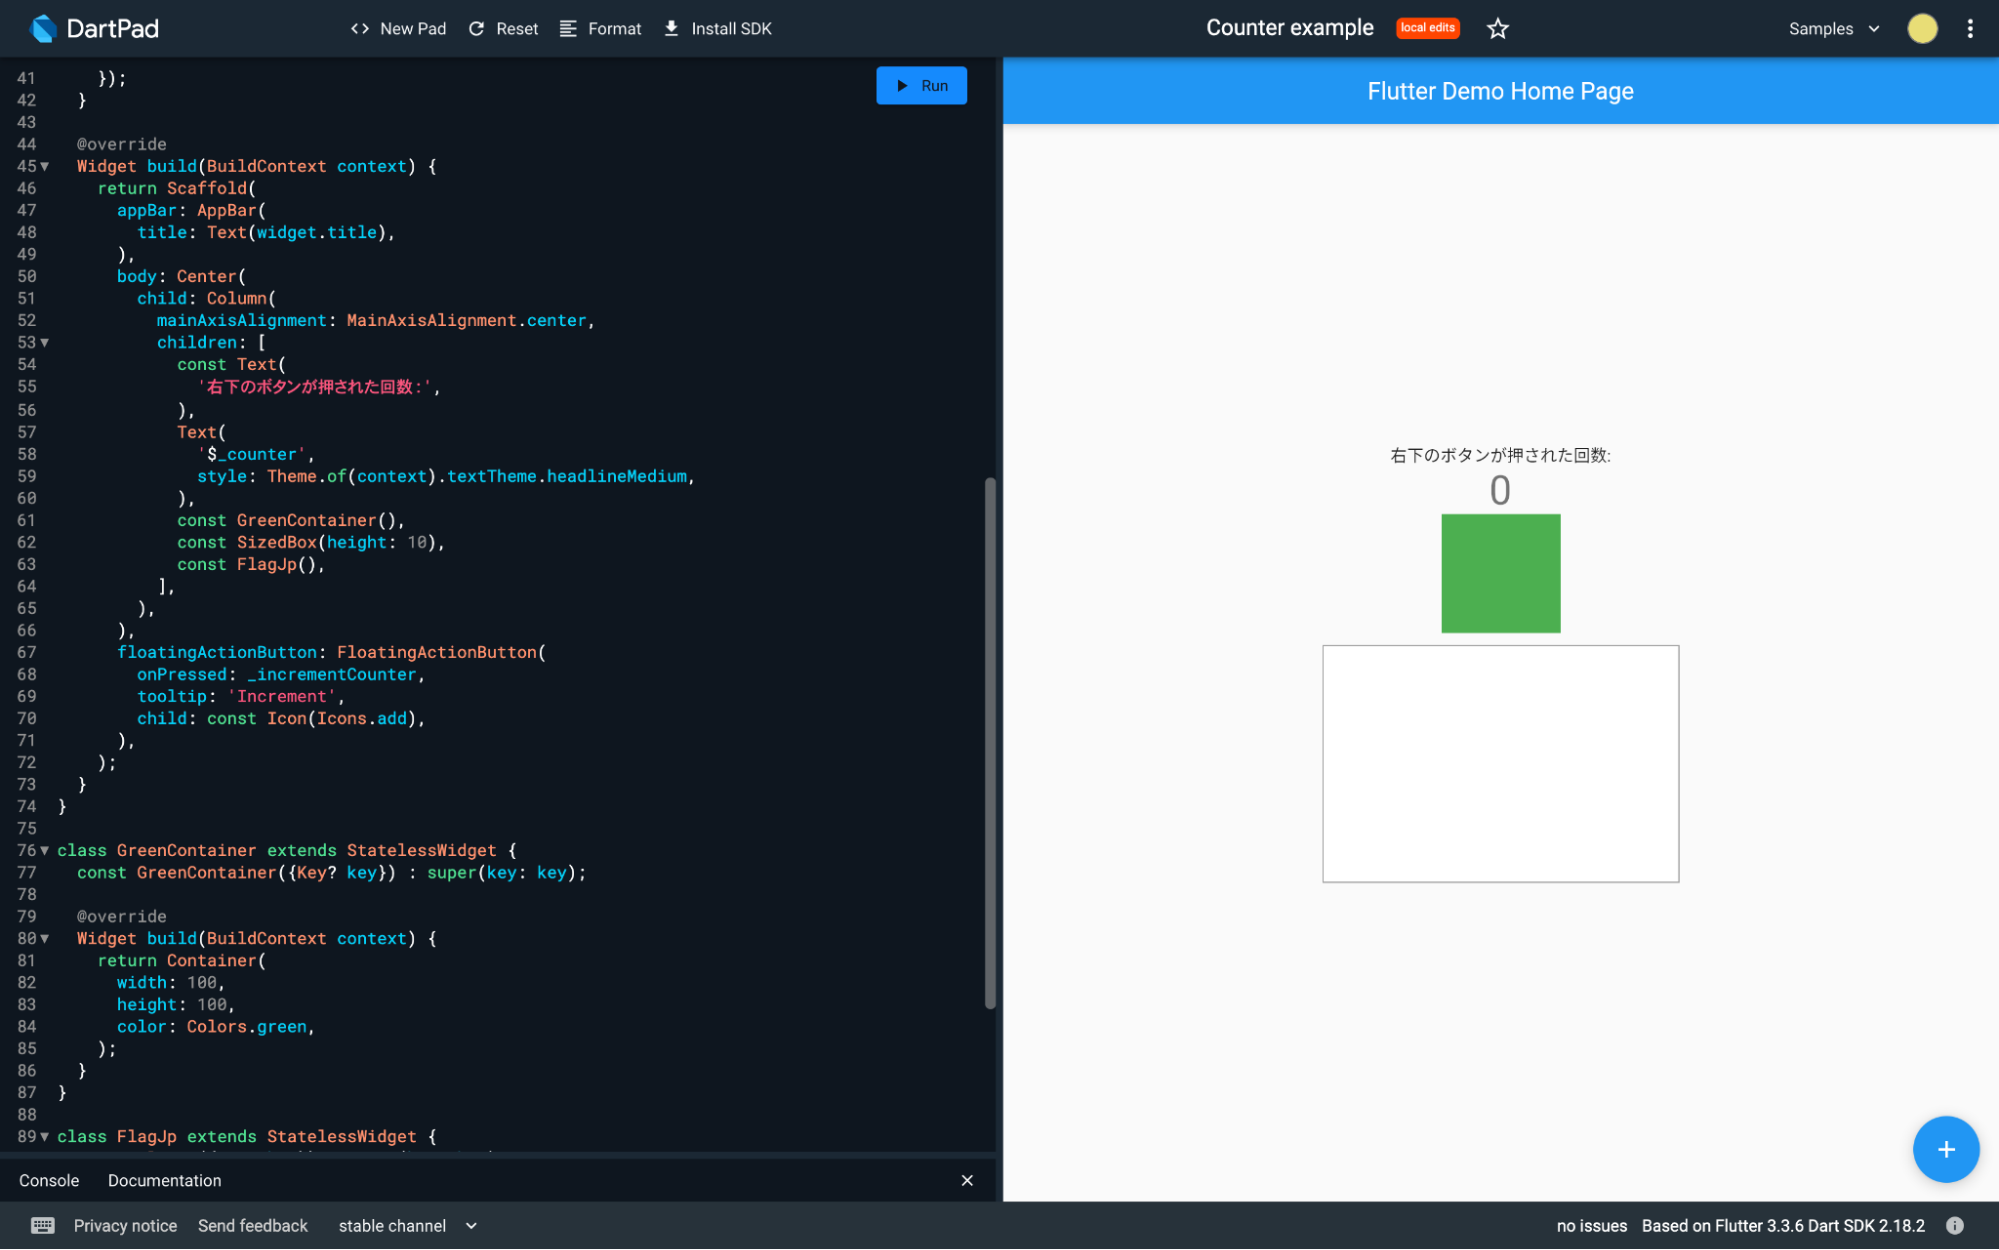 DartPad
New Pad
Reset
Format
Install SDK
Counter example
local edits
Samples
Run
41 });
42 }
43
44 @override
45 Widget build(BuildContext context) {
46 return Scaffold(
47 appBar: AppBar(
48 title: Text(widget.title),
49 ),
50 body: Center(
51 child: Column(
52 mainAxisAlignment: MainAxisAlignment.center,
53 children: [
54 const Text(
55 '右下のボタンが押された回数:',
56 ),
57 Text(
58 '$_counter',
59 style: Theme.of(context).textTheme.headlineMedium,
60 ),
61 const GreenContainer(),
62 const SizedBox(height: 10),
63 const FlagJp(),
64 ],
65 ),
66 ),
67 floatingActionButton: FloatingActionButton(
68 onPressed: _incrementCounter,
69 tooltip: 'Increment',
70 child: const Icon(Icons.add),
71 ),
72 );
73 }
74 }
75
76 class GreenContainer extends StatelessWidget {
77 const GreenContainer({Key? key}) : super(key: key);
78
79 @override
80 Widget build(BuildContext context) {
81 return Container(
82 width: 100,
83 height: 100,
84 color: Colors.green,
85 );
86 }
87 }
88
89 class FlagJp extends StatelessWidget {
Console
Documentation
Flutter Demo Home Page
右下のボタンが押された回数:
0
Privacy notice
Send feedback
stable channel
no issues
Based on Flutter 3.3.6 Dart SDK 2.18.2